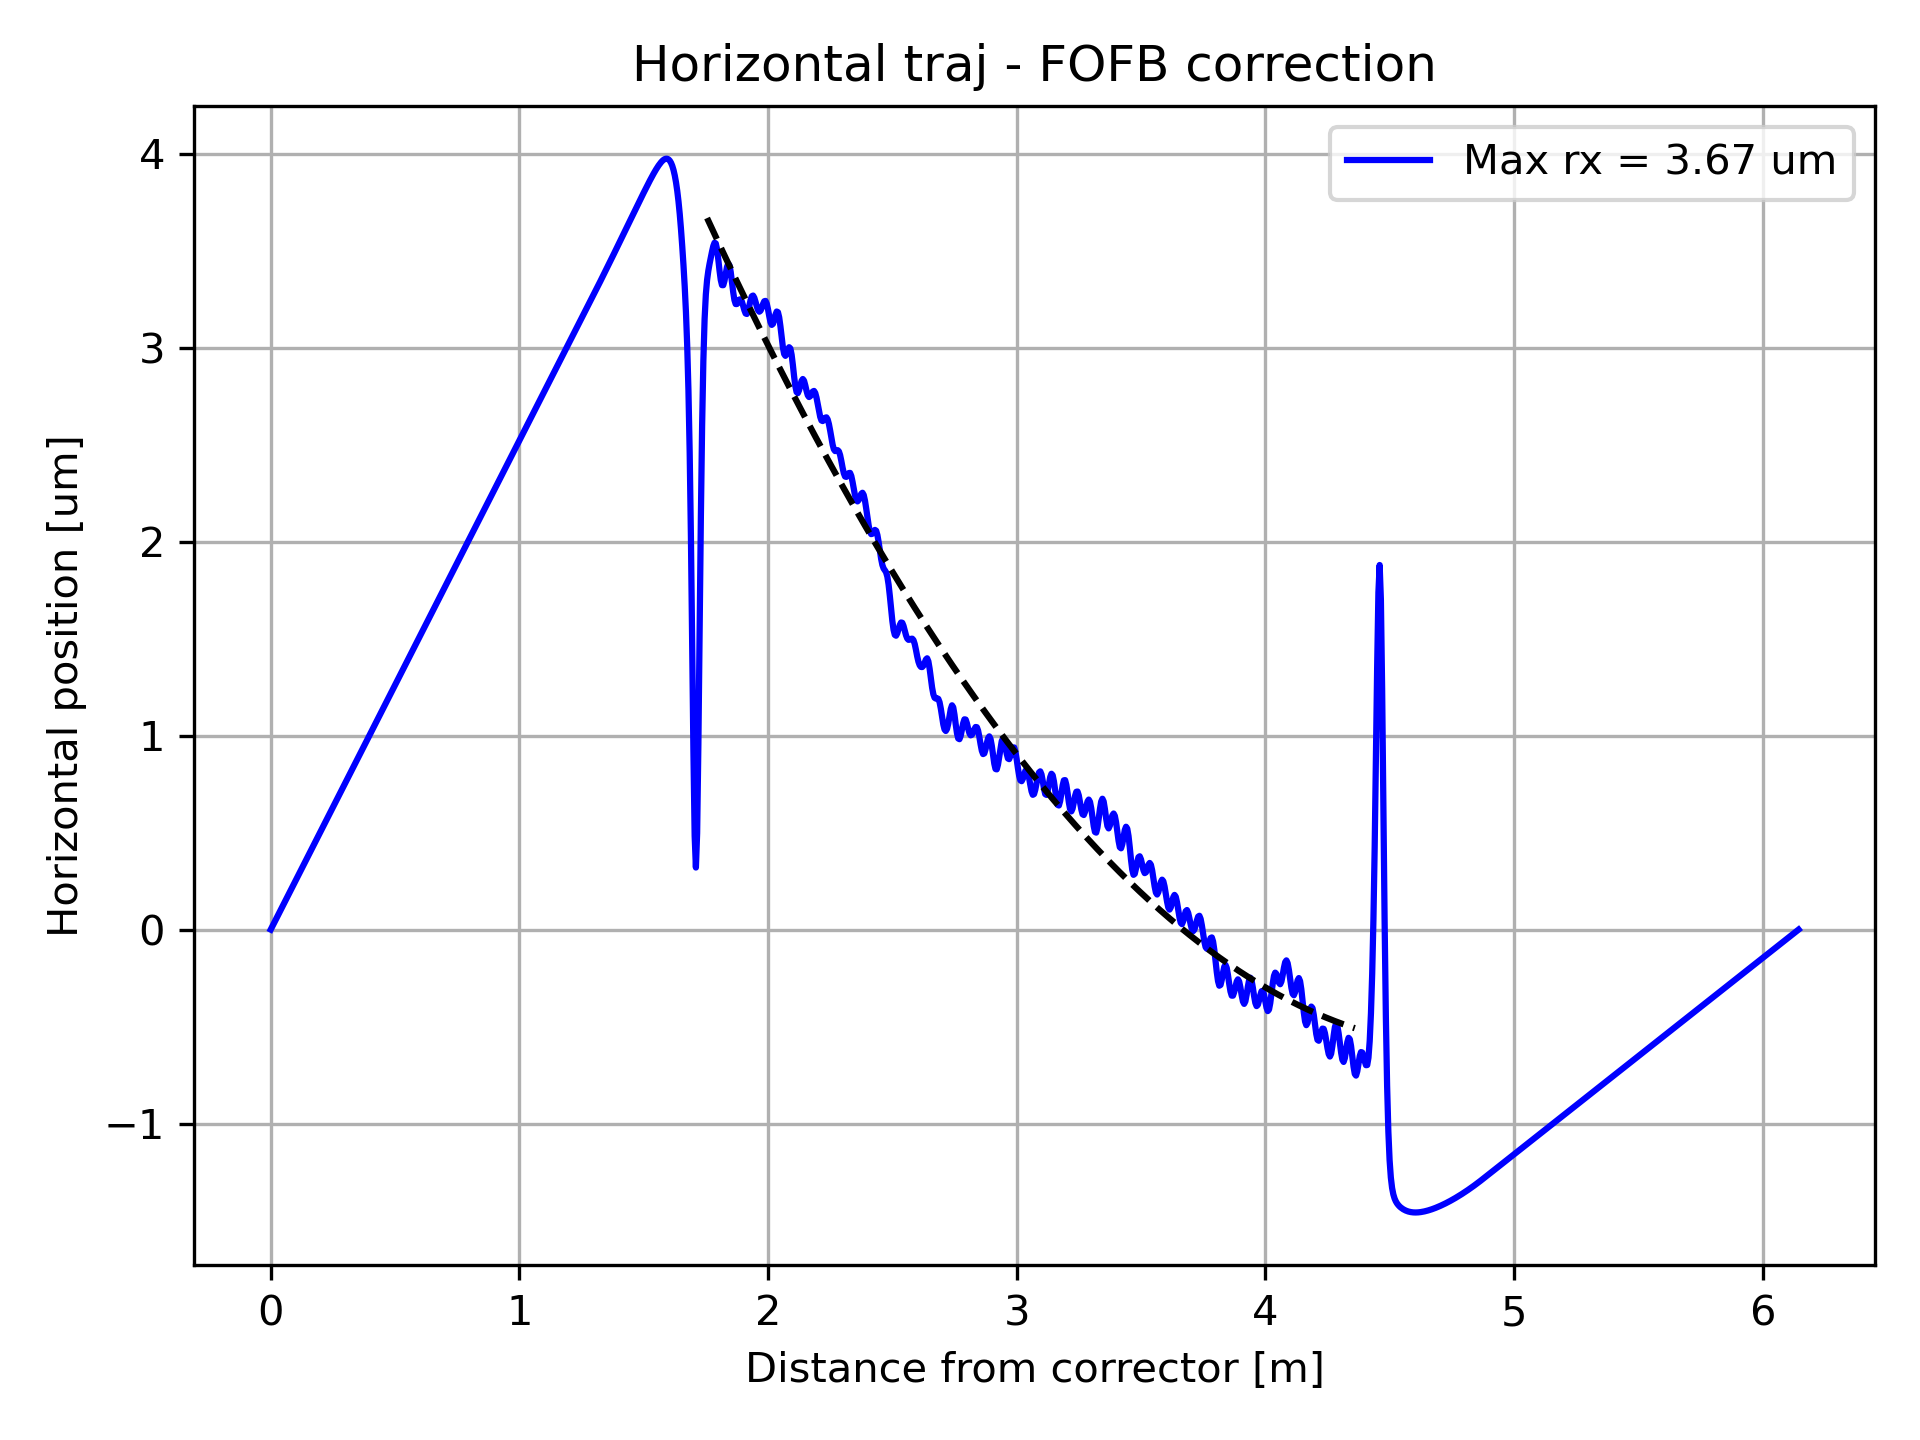 Horizontal traj - FOFB correction
Max rx = 3.67 um
Horizontal position [um]
4
3
2
1
0
−1
0 1 2 3 4 5 6
Distance from corrector [m]